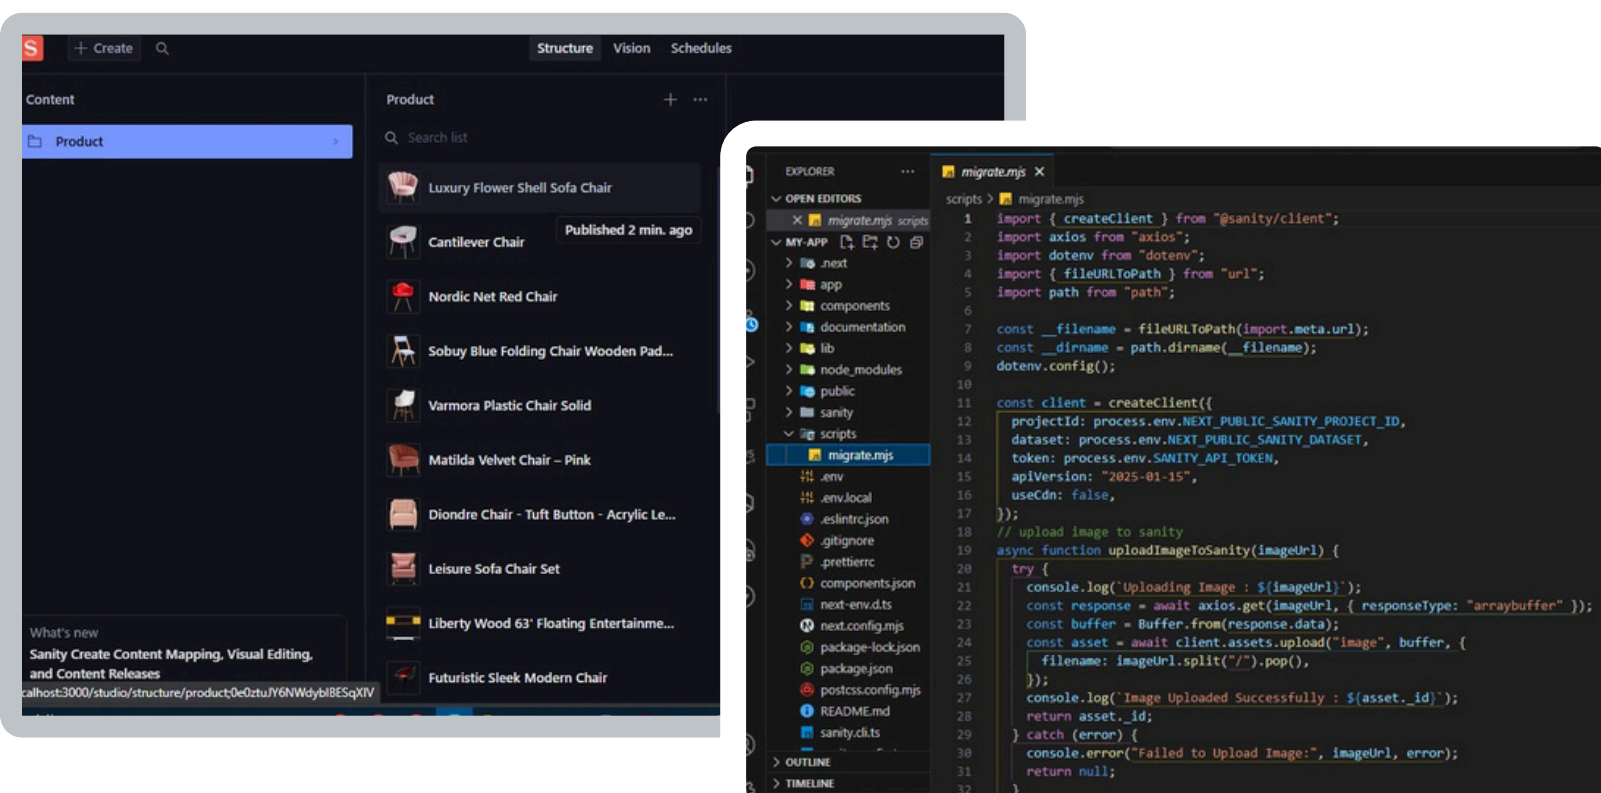 S
Create
Structure
Vision
Schedules
Content
Product
Product
Search list
Luxury Flower Shell Sofa Chair
Cantilever Chair
Published 2 min. ago
Nordic Net Red Chair
Sobuy Blue Folding Chair Wooden Pad...
Varmora Plastic Chair Solid
Matilda Velvet Chair – Pink
Diondre Chair - Tuft Button - Acrylic Le...
Leisure Sofa Chair Set
Liberty Wood 63' Floating Entertainme...
Futuristic Sleek Modern Chair
What's new
Sanity Create Content Mapping, Visual Editing,
and Content Releases
EXPLORER
OPEN EDITORS
migrate.mjs scripts
MY-APP
.next
app
components
documentation
lib
node_modules
public
sanity
scripts
migrate.mjs
.env
.env.local
.eslintrc.json
.gitignore
.prettierrc
components.json
next-env.d.ts
next.config.mjs
package-lock.json
package.json
postcss.config.mjs
README.md
sanity.cli.ts
OUTLINE
TIMELINE
migrate.mjs
scripts > migrate.mjs
1 import { createClient } from "@sanity/client";
2 import axios from "axios";
3 import dotenv from "dotenv";
4 import { fileURLToPath } from "url";
5 import path from "path";
6
7 const __filename = fileURLToPath(import.meta.url);
8 const __dirname = path.dirname(__filename);
9 dotenv.config();
10
11 const client = createClient({
12 projectId: process.env.NEXT_PUBLIC_SANITY_PROJECT_ID,
13 dataset: process.env.NEXT_PUBLIC_SANITY_DATASET,
14 token: process.env.SANITY_API_TOKEN,
15 apiVersion: "2025-01-15",
16 useCdn: false,
17 });
18 // upload image to sanity
19 async function uploadImageToSanity(imageUrl) {
20 try {
21 console.log(`Uploading Image : ${imageUrl}`);
22 const response = await axios.get(imageUrl, { responseType: "arraybuffer" });
23 const buffer = Buffer.from(response.data);
24 const asset = await client.assets.upload("image", buffer, {
25 filename: imageUrl.split("/").pop(),
26 });
27 console.log(`Image Uploaded Successfully : ${asset._id}`);
28 return asset._id;
29 } catch (error) {
30 console.error("Failed to Upload Image:", imageUrl, error);
31 return null;
32 }